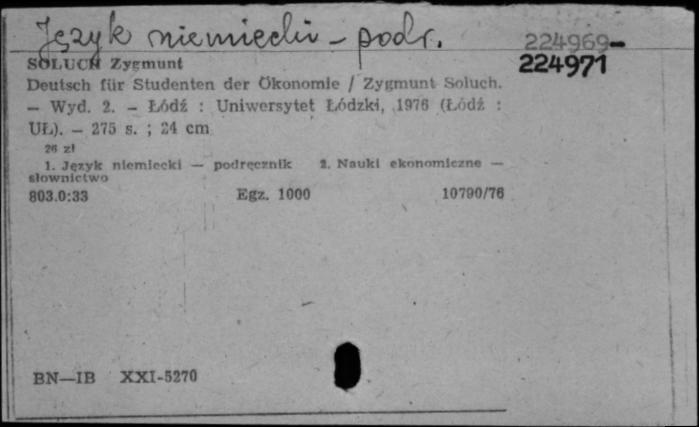 Język niemiecki - podr.
224969-
224971
SOLUCH Zygmunt
Deutsch für Studenten der Ökonomie / Zygmunt Soluch.
— Wyd. 2. — Łódź : Uniwersytet Łódzki, 1976 (Łódź :
UŁ). — 275 s. ; 24 cm
26 zł
1. Język niemiecki — podręcznik 2. Nauki ekonomiczne —
słownictwo
803.0:33 Egz. 1000 10790/76
BN—IB XXI-5270